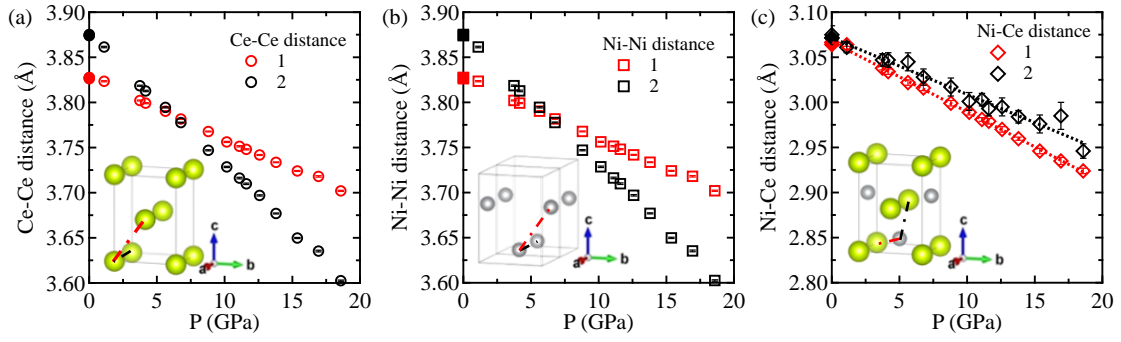 (a)
Ce-Ce distance (Å)
3.90
3.85
3.80
3.75
3.70
3.65
3.60
Ce-Ce distance
1
2
c
a
b
0 5 10 15 20
P (GPa)
(b)
Ni-Ni distance (Å)
3.90
3.85
3.80
3.75
3.70
3.65
3.60
Ni-Ni distance
1
2
c
a
b
0 5 10 15 20
P (GPa)
(c)
Ni-Ce distance (Å)
3.10
3.05
3.00
2.95
2.90
2.85
2.80
Ni-Ce distance
1
2
c
a
b
0 5 10 15 20
P (GPa)